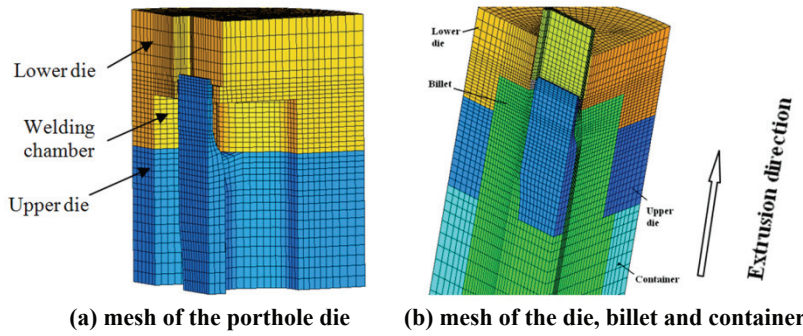 Lower die
Welding
chamber
Upper die
(a) mesh of the porthole die
Lower
die
Billet
Upper
die
Container
Extrusion direction
(b) mesh of the die, billet and container